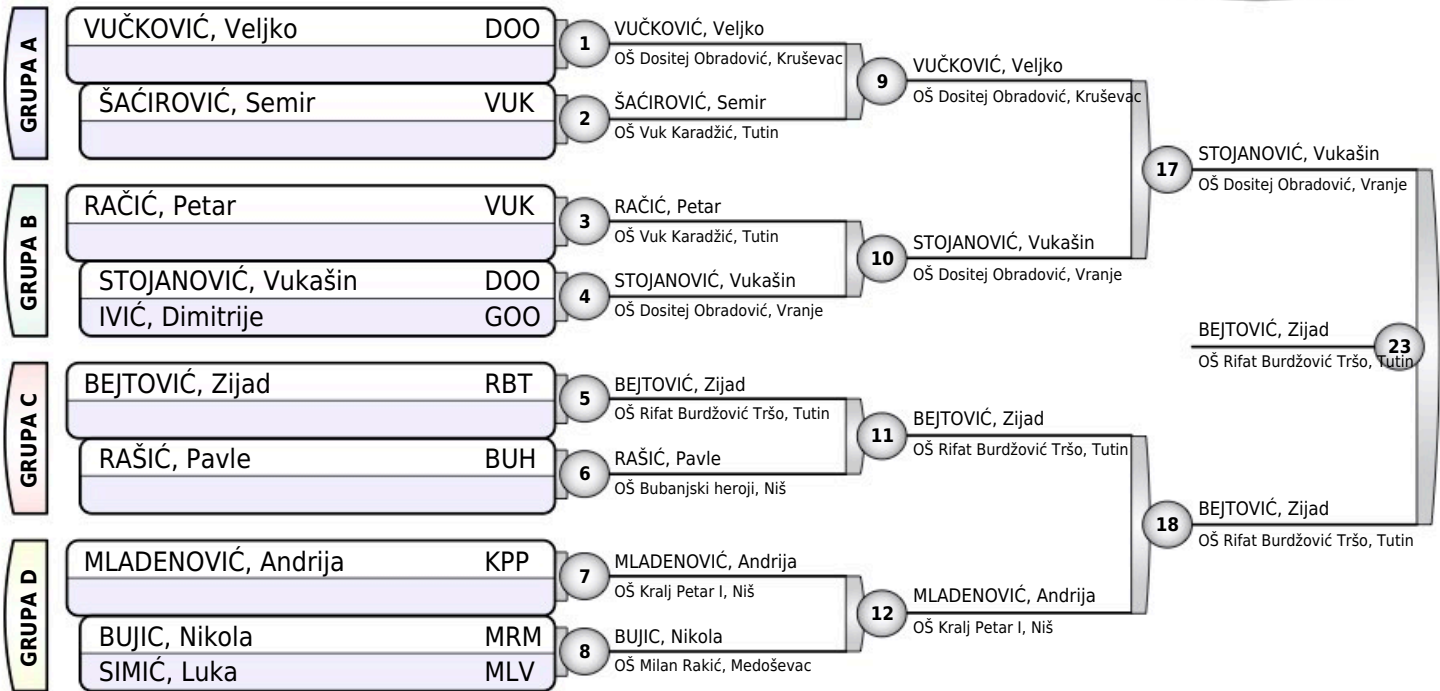 GRUPA A
VUČKOVIĆ, Veljko DOO
ŠAĆIROVIĆ, Semir VUK
GRUPA B
RAČIĆ, Petar VUK
STOJANOVIĆ, Vukašin DOO
IVIĆ, Dimitrije GOO
GRUPA C
BEJTOVIĆ, Zijad RBT
RAŠIĆ, Pavle BUH
GRUPA D
MLADENOVIĆ, Andrija KPP
BUJIC, Nikola MRM
SIMIĆ, Luka MLV
1
VUČKOVIĆ, Veljko
OŠ Dositej Obradović, Kruševac
2
ŠAĆIROVIĆ, Semir
OŠ Vuk Karadžić, Tutin
3
RAČIĆ, Petar
OŠ Vuk Karadžić, Tutin
4
STOJANOVIĆ, Vukašin
OŠ Dositej Obradović, Vranje
5
BEJTOVIĆ, Zijad
OŠ Rifat Burdžović Tršo, Tutin
6
RAŠIĆ, Pavle
OŠ Bubanjski heroji, Niš
7
MLADENOVIĆ, Andrija
OŠ Kralj Petar I, Niš
8
BUJIC, Nikola
OŠ Milan Rakić, Medoševac
9
VUČKOVIĆ, Veljko
OŠ Dositej Obradović, Kruševac
10
STOJANOVIĆ, Vukašin
OŠ Dositej Obradović, Vranje
11
BEJTOVIĆ, Zijad
OŠ Rifat Burdžović Tršo, Tutin
12
MLADENOVIĆ, Andrija
OŠ Kralj Petar I, Niš
17
STOJANOVIĆ, Vukašin
OŠ Dositej Obradović, Vranje
18
BEJTOVIĆ, Zijad
OŠ Rifat Burdžović Tršo, Tutin
23
BEJTOVIĆ, Zijad
OŠ Rifat Burdžović Tršo, Tutin